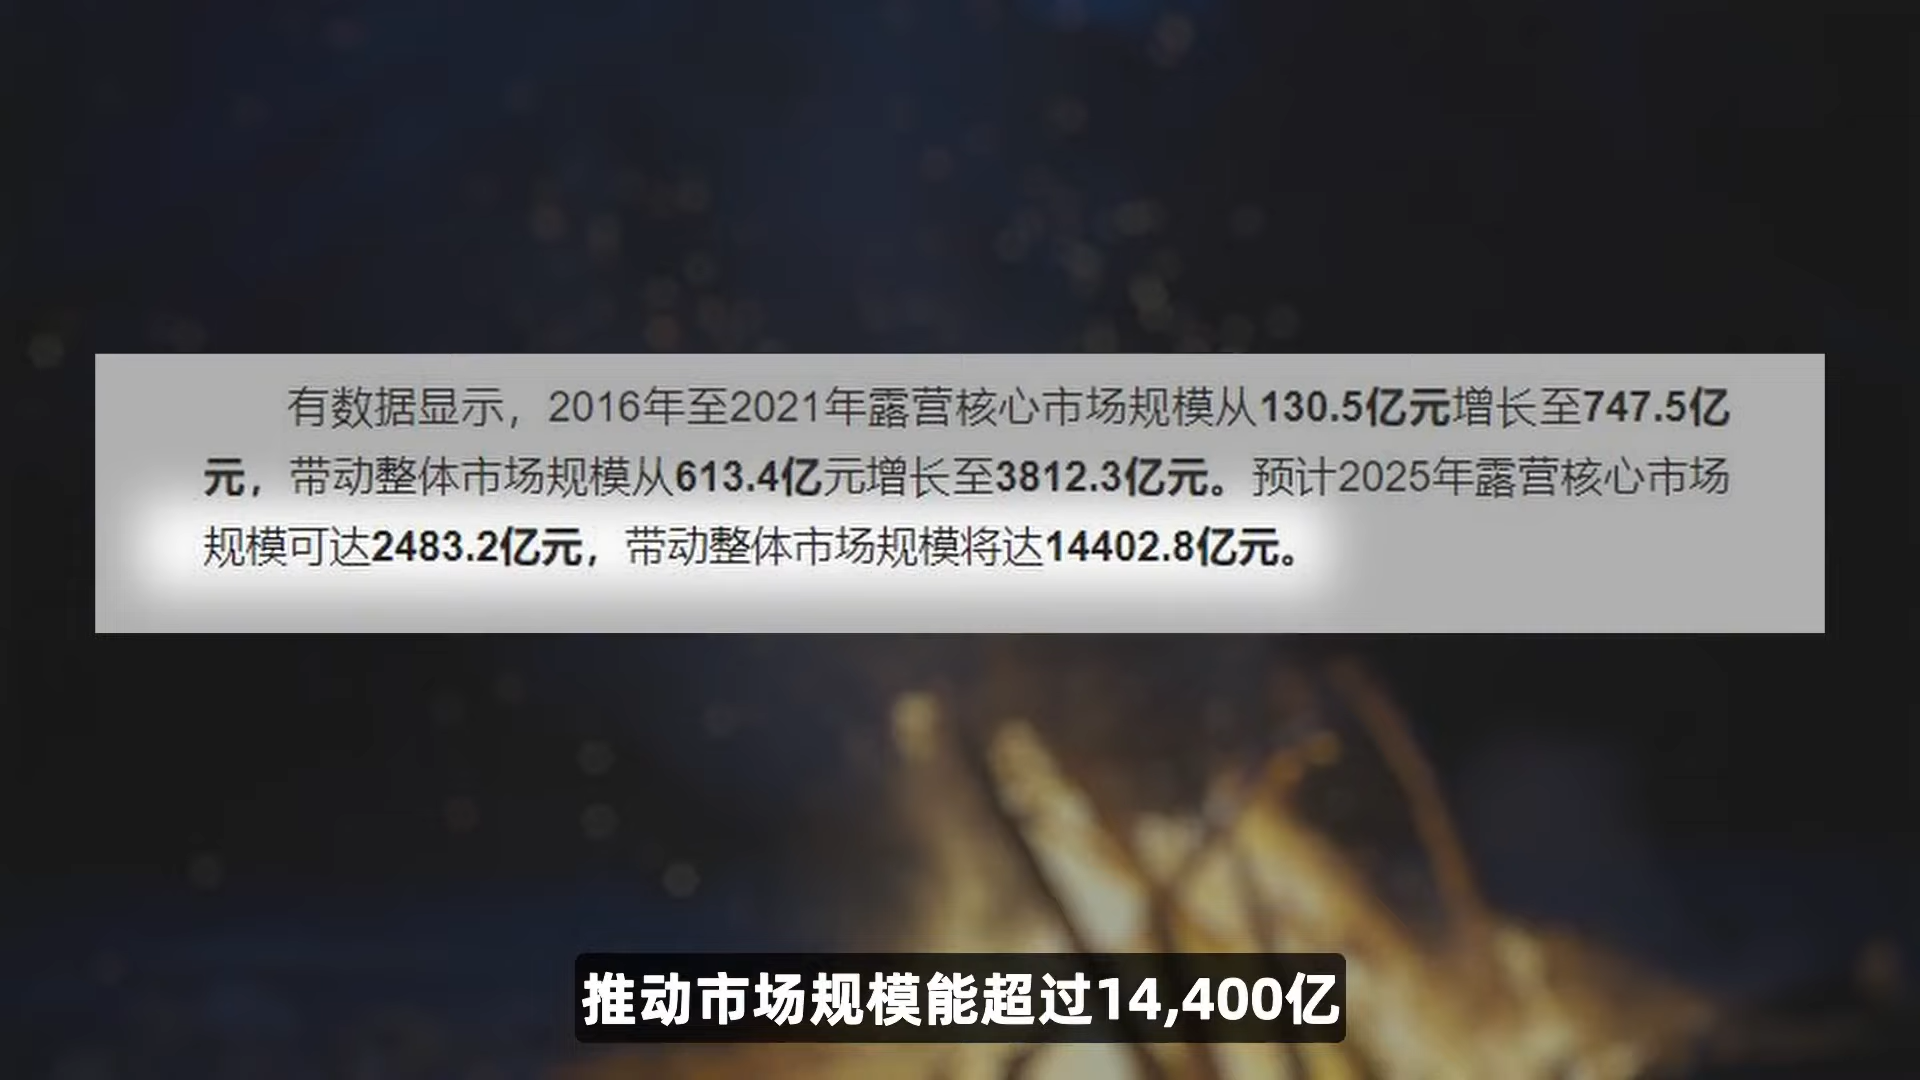 有数据显示，2016年至2021年露营核心市场规模从130.5亿元增长至747.5亿
元，带动整体市场规模从613.4亿元增长至3812.3亿元。预计2025年露营核心市场
规模可达2483.2亿元，带动整体市场规模将达14402.8亿元。
推动市场规模能超过14,400亿